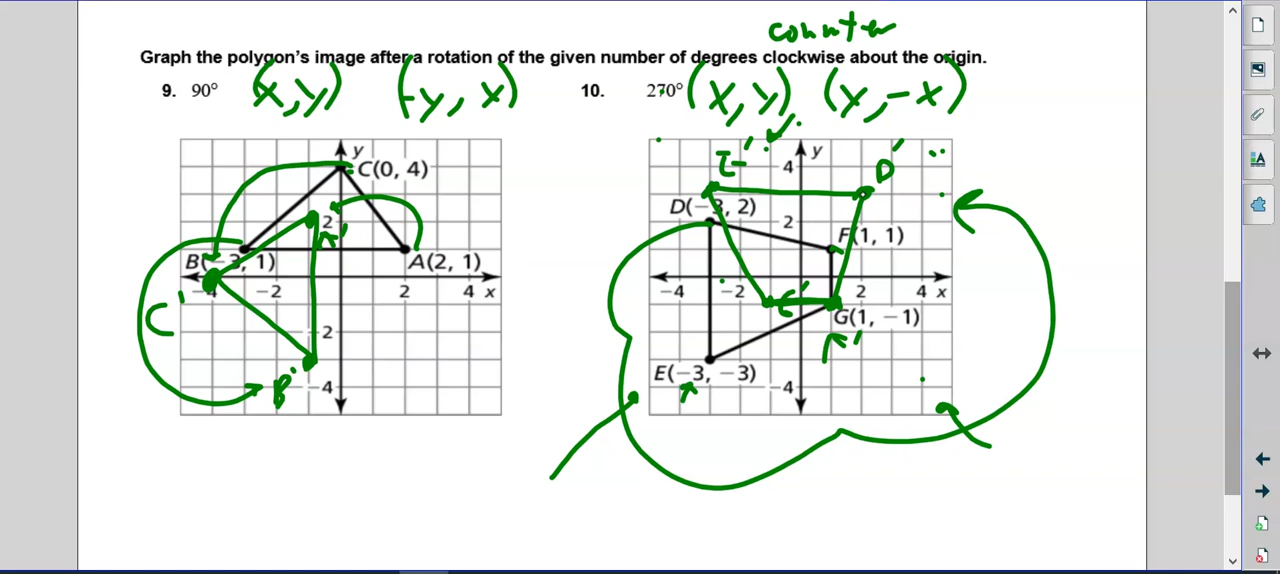 counter
Graph the polygon's image after a rotation of the given number of degrees clockwise about the origin.
9. 90° (x,y) (-y, x) 10. 270° (x,y) (y,-x)
y
C(0, 4)
B(−3, 1)
A(2, 1)
2
−4 −2 2 4 x
−2
−4
A'
B'
C'
y
4
D(−3, 2)
2
F(1, 1)
−4 −2 2 4 x
G(1, −1)
E(−3, −3)
−4
E'
D'
G'
F'